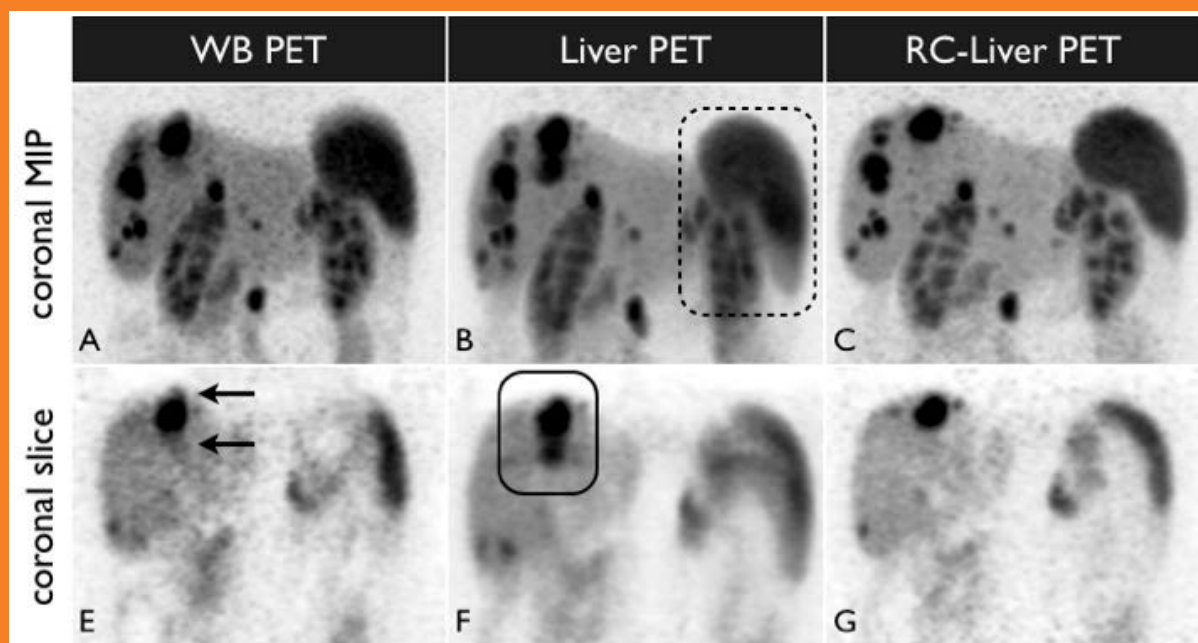 WB PET
Liver PET
RC-Liver PET
coronal MIP
A
B
C
coronal slice
E
F
G